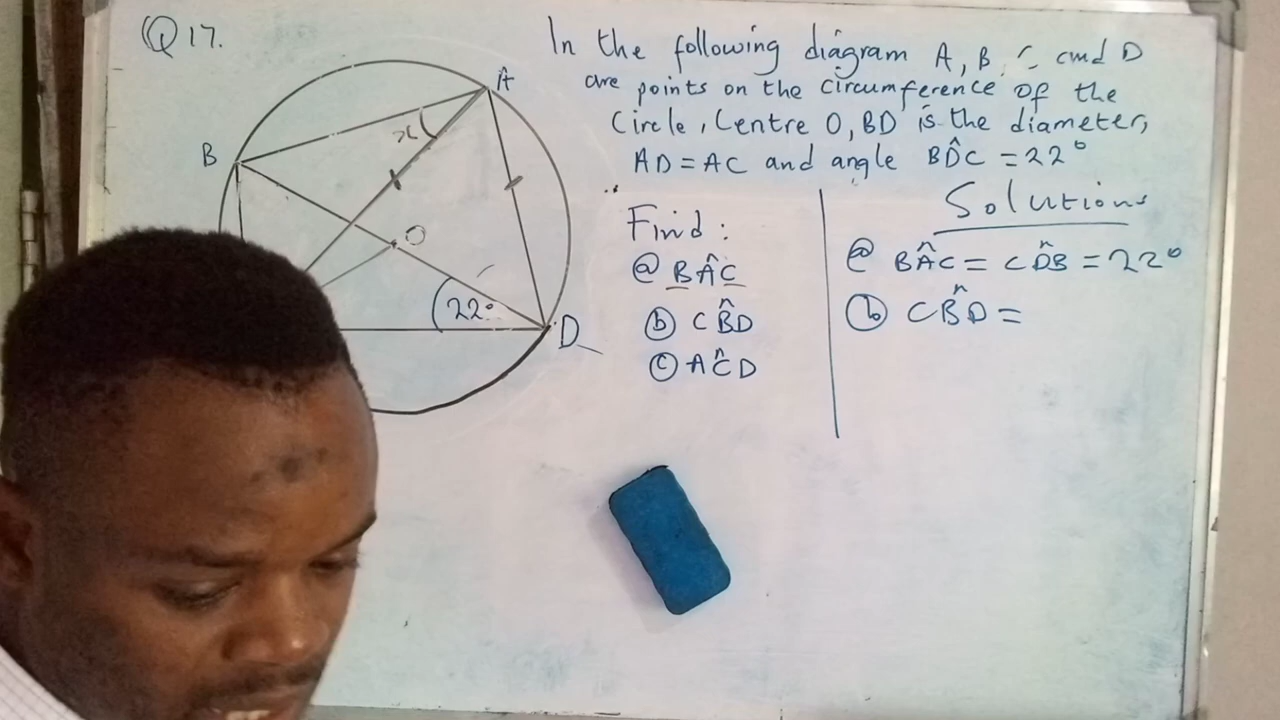 Q17.
In the following diagram A, B, C and D
are points on the circumference of the
Circle, Centre O, BD is the diameter,
AD = AC and angle BD̂C = 22°
A
x
B
O
22°
D
Find :
ⓐ BÂC
ⓑ CB̂D
ⓒ AĈD
Solutions
ⓐ BÂC = CD̂B = 22°
ⓑ CB̂D =